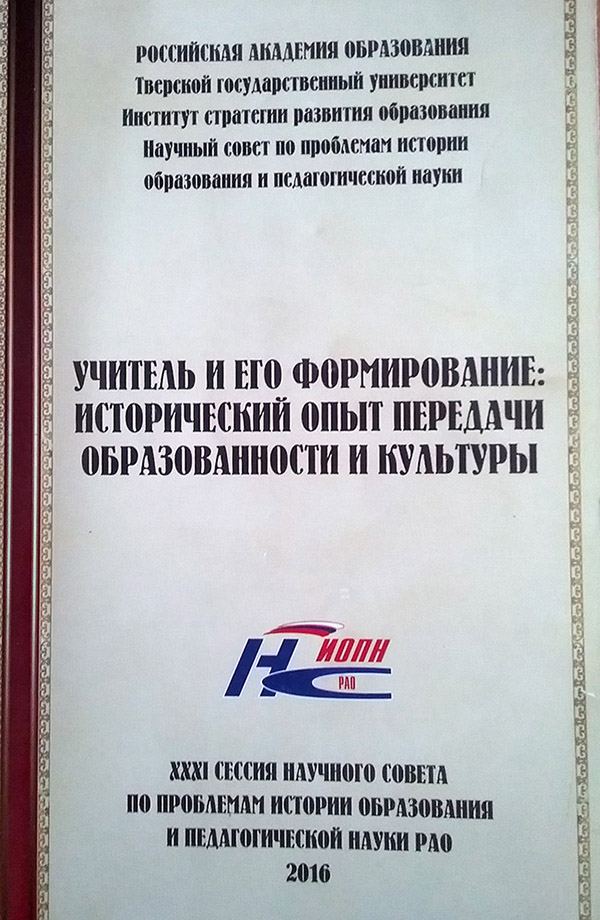 РОССИЙСКАЯ АКАДЕМИЯ ОБРАЗОВАНИЯ
Тверской государственный университет
Институт стратегии развития образования
Научный совет по проблемам истории
образования и педагогической науки
УЧИТЕЛЬ И ЕГО ФОРМИРОВАНИЕ:
ИСТОРИЧЕСКИЙ ОПЫТ ПЕРЕДАЧИ
ОБРАЗОВАННОСТИ И КУЛЬТУРЫ
НС ИОПН
РАО
XXXI СЕССИЯ НАУЧНОГО СОВЕТА
ПО ПРОБЛЕМАМ ИСТОРИИ ОБРАЗОВАНИЯ
И ПЕДАГОГИЧЕСКОЙ НАУКИ РАО
2016